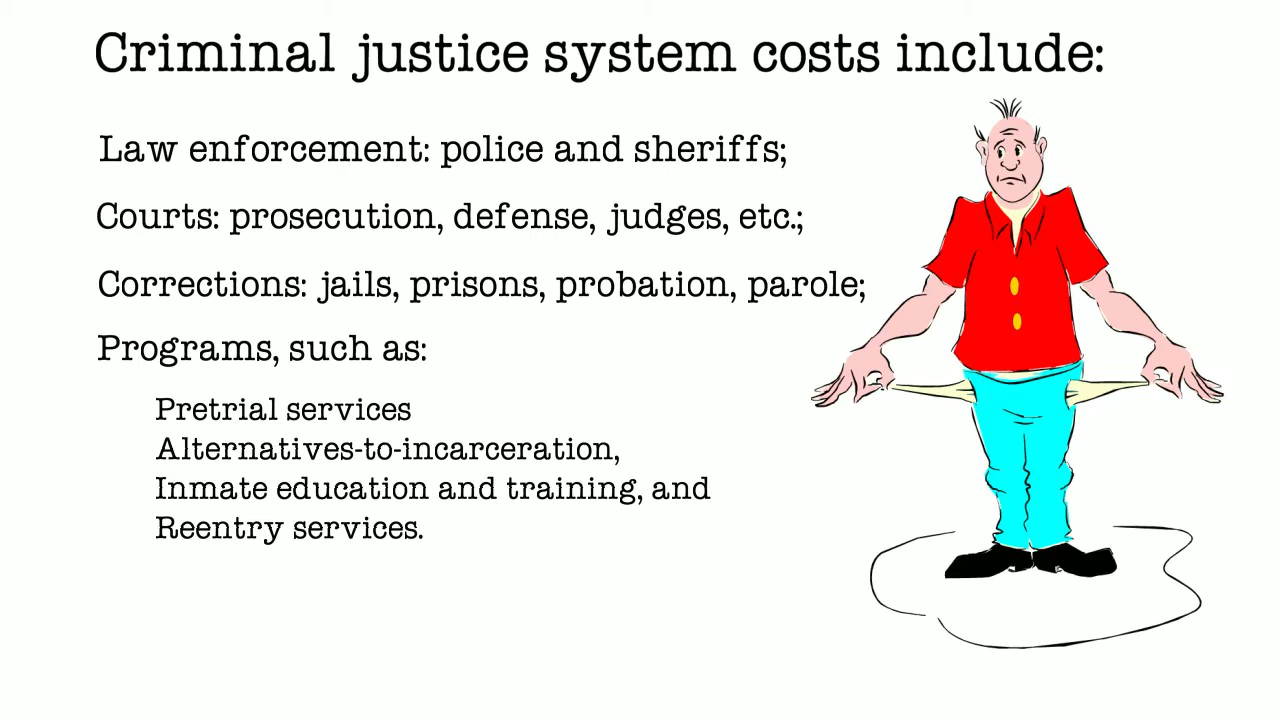 Criminal justice system costs include:
Law enforcement: police and sheriffs;
Courts: prosecution, defense, judges, etc.;
Corrections: jails, prisons, probation, parole;
Programs, such as:
Pretrial services
Alternatives-to-incarceration,
Inmate education and training, and
Reentry services.